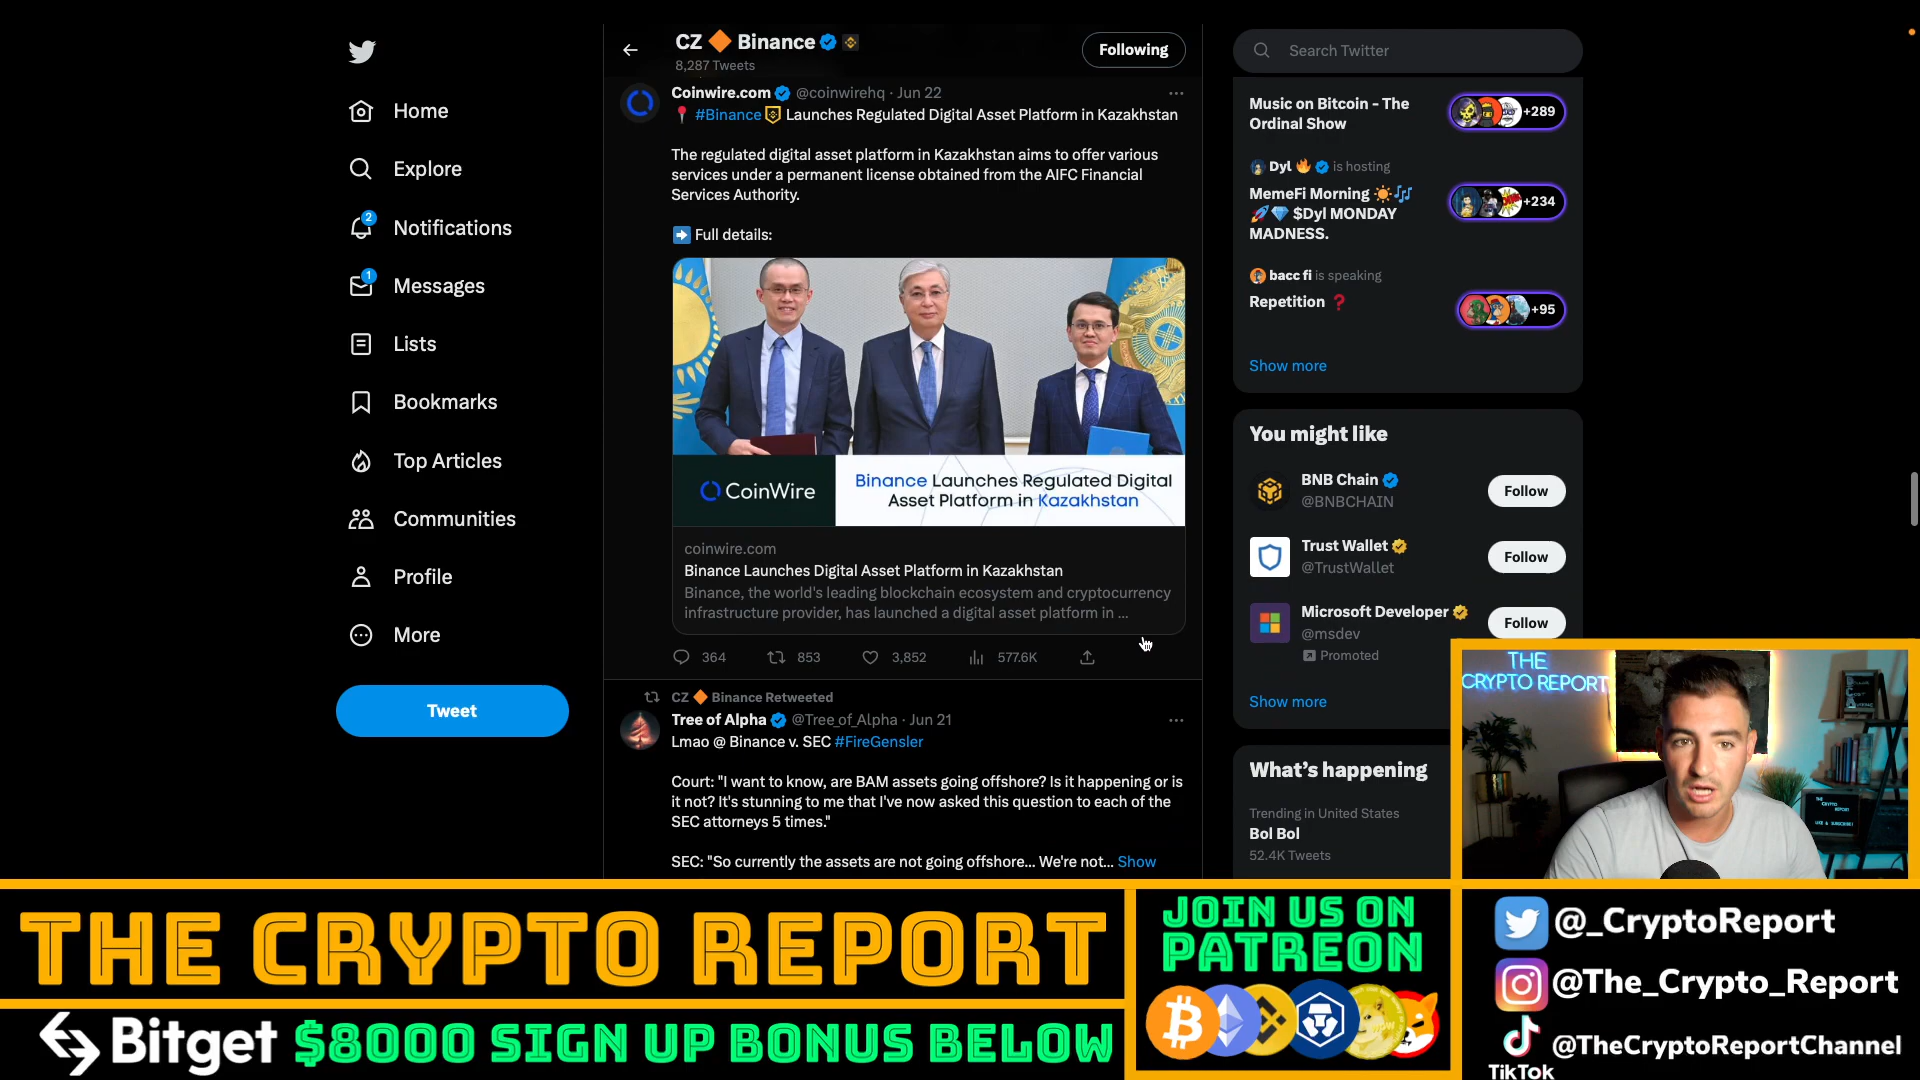 Home
Explore
2
Notifications
1
Messages
Lists
Bookmarks
Top Articles
Communities
Profile
More
Tweet
CZ 🔶 Binance
8,287 Tweets
Following
Coinwire.com @coinwirehq · Jun 22
📍 #Binance Launches Regulated Digital Asset Platform in Kazakhstan
The regulated digital asset platform in Kazakhstan aims to offer various
services under a permanent license obtained from the AIFC Financial
Services Authority.
➡️ Full details:
CoinWire
Binance Launches Regulated Digital
Asset Platform in Kazakhstan
coinwire.com
Binance Launches Digital Asset Platform in Kazakhstan
Binance, the world's leading blockchain ecosystem and cryptocurrency
infrastructure provider, has launched a digital asset platform in ...
364 853 3,852 577.6K
CZ 🔶 Binance Retweeted
Tree of Alpha @Tree_of_Alpha · Jun 21
Lmao @ Binance v. SEC #FireGensler
Court: "I want to know, are BAM assets going offshore? Is it happening or is
it not? It's stunning to me that I've now asked this question to each of the
SEC attorneys 5 times."
SEC: "So currently the assets are not going offshore... We're not... Show
Search Twitter
Music on Bitcoin - The
Ordinal Show
+289
Dyl 🔥 is hosting
MemeFi Morning ☀️🎶
🚀💎 $Dyl MONDAY
MADNESS.
+234
bacc fi is speaking
Repetition ❓
+95
Show more
You might like
BNB Chain
@BNBCHAIN
Follow
Trust Wallet
@TrustWallet
Follow
Microsoft Developer
@msdev
Promoted
Follow
Show more
What's happening
Trending in United States
Bol Bol
52.4K Tweets
THE
CRYPTO REPORT
THE CRYPTO REPORT
Bitget $8000 SIGN UP BONUS BELOW
JOIN US ON
PATREON
@_CryptoReport
@The_Crypto_Report
@TheCryptoReportChannel
TikTok